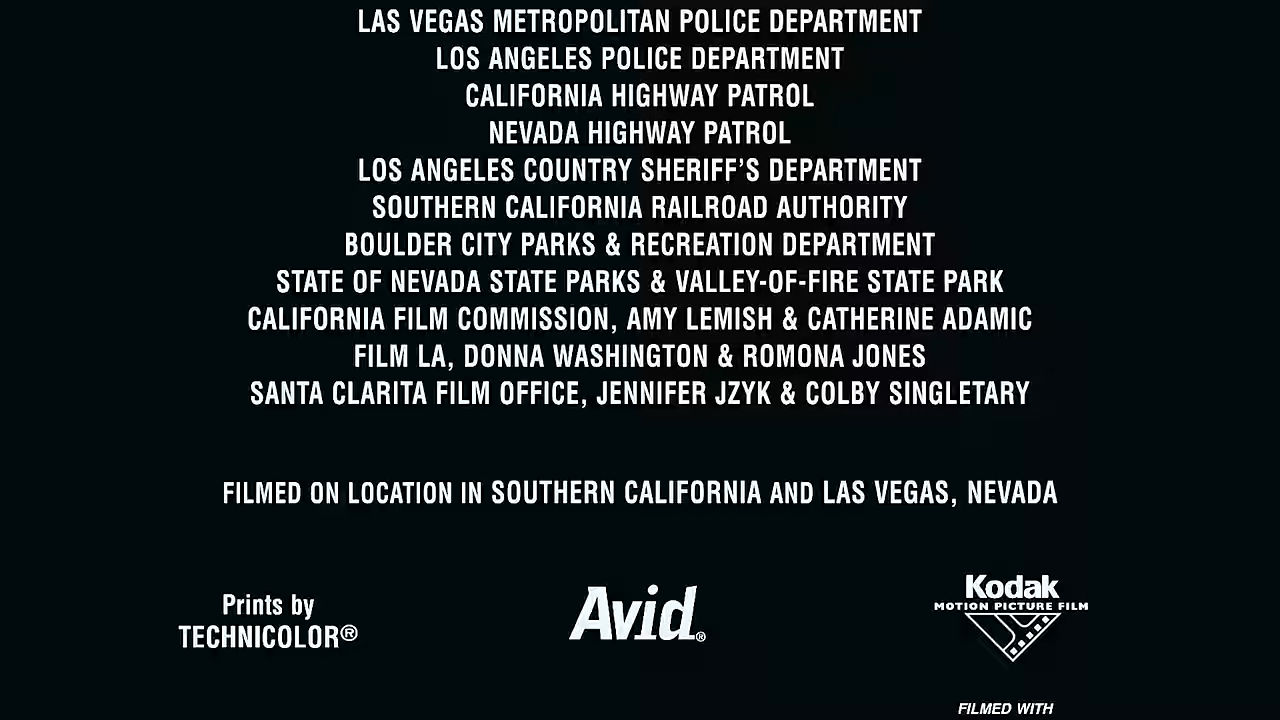 LAS VEGAS METROPOLITAN POLICE DEPARTMENT
LOS ANGELES POLICE DEPARTMENT
CALIFORNIA HIGHWAY PATROL
NEVADA HIGHWAY PATROL
LOS ANGELES COUNTRY SHERIFF'S DEPARTMENT
SOUTHERN CALIFORNIA RAILROAD AUTHORITY
BOULDER CITY PARKS & RECREATION DEPARTMENT
STATE OF NEVADA STATE PARKS & VALLEY-OF-FIRE STATE PARK
CALIFORNIA FILM COMMISSION, AMY LEMISH & CATHERINE ADAMIC
FILM LA, DONNA WASHINGTON & ROMONA JONES
SANTA CLARITA FILM OFFICE, JENNIFER JZYK & COLBY SINGLETARY
FILMED ON LOCATION IN SOUTHERN CALIFORNIA AND LAS VEGAS, NEVADA
Prints by
TECHNICOLOR®
Avid®
Kodak
MOTION PICTURE FILM
FILMED WITH